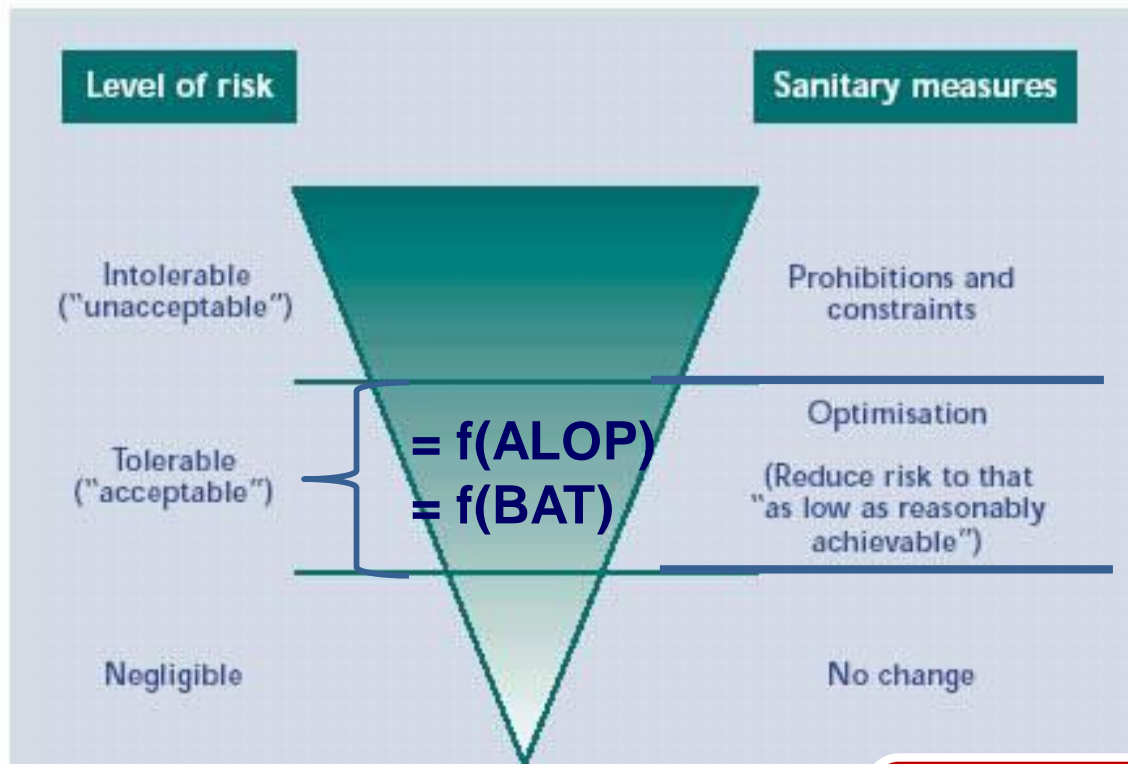 Level of risk
Sanitary measures
Intolerable
("unacceptable")
Prohibitions and
constraints
= f(ALOP)
= f(BAT)
Tolerable
("acceptable")
Optimisation
(Reduce risk to that
"as low as reasonably
achievable")
Negligible
No change